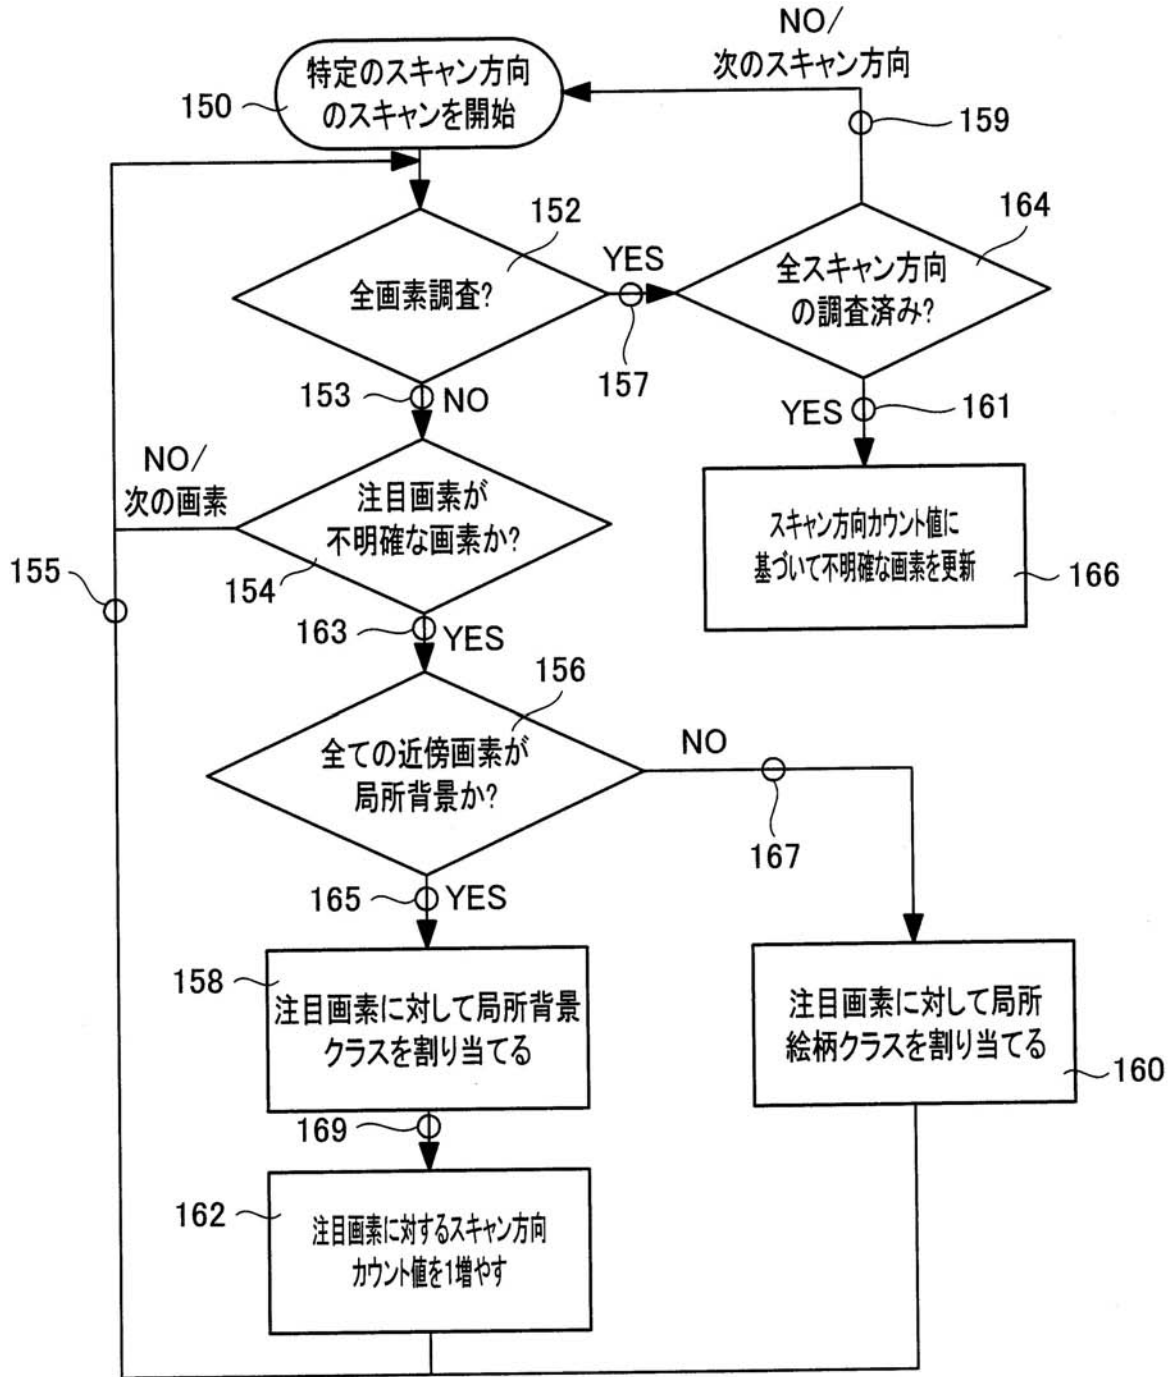 NO/
次のスキャン方向
特定のスキャン方向
のスキャンを開始
150
159
152
164
YES
全画素調査?
全スキャン方向
の調査済み?
157
153
NO
YES
161
NO/
次の画素
注目画素が
不明確な画素か?
スキャン方向カウント値に
基づいて不明確な画素を更新
155
154
166
163
YES
156
全ての近傍画素が
局所背景か?
NO
167
165
YES
158
注目画素に対して局所背景
クラスを割り当てる
注目画素に対して局所
絵柄クラスを割り当てる
160
169
162
注目画素に対するスキャン方向
カウント値を1増やす